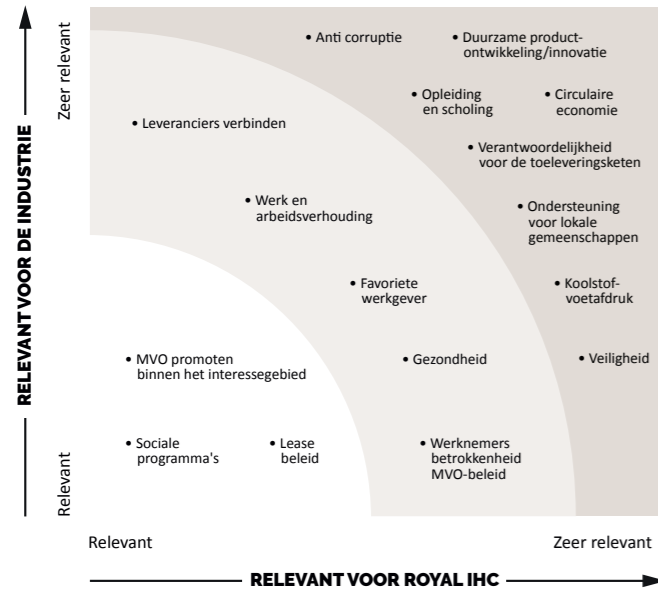 RELEVANT VOOR DE INDUSTRIE
Zeer relevant
Relevant
• Anti corruptie
• Duurzame product-
ontwikkeling/innovatie
• Opleiding
en scholing
• Circulaire
economie
• Leveranciers verbinden
• Verantwoordelijkheid
voor de toeleveringsketen
• Werk en
arbeidsverhouding
• Ondersteuning
voor lokale
gemeenschappen
• Favoriete
werkgever
• Koolstof-
voetafdruk
• MVO promoten
binnen het interessegebied
• Gezondheid
• Veiligheid
• Sociale
programma's
• Lease
beleid
• Werknemers
betrokkenheid
MVO-beleid
Relevant
Zeer relevant
RELEVANT VOOR ROYAL IHC